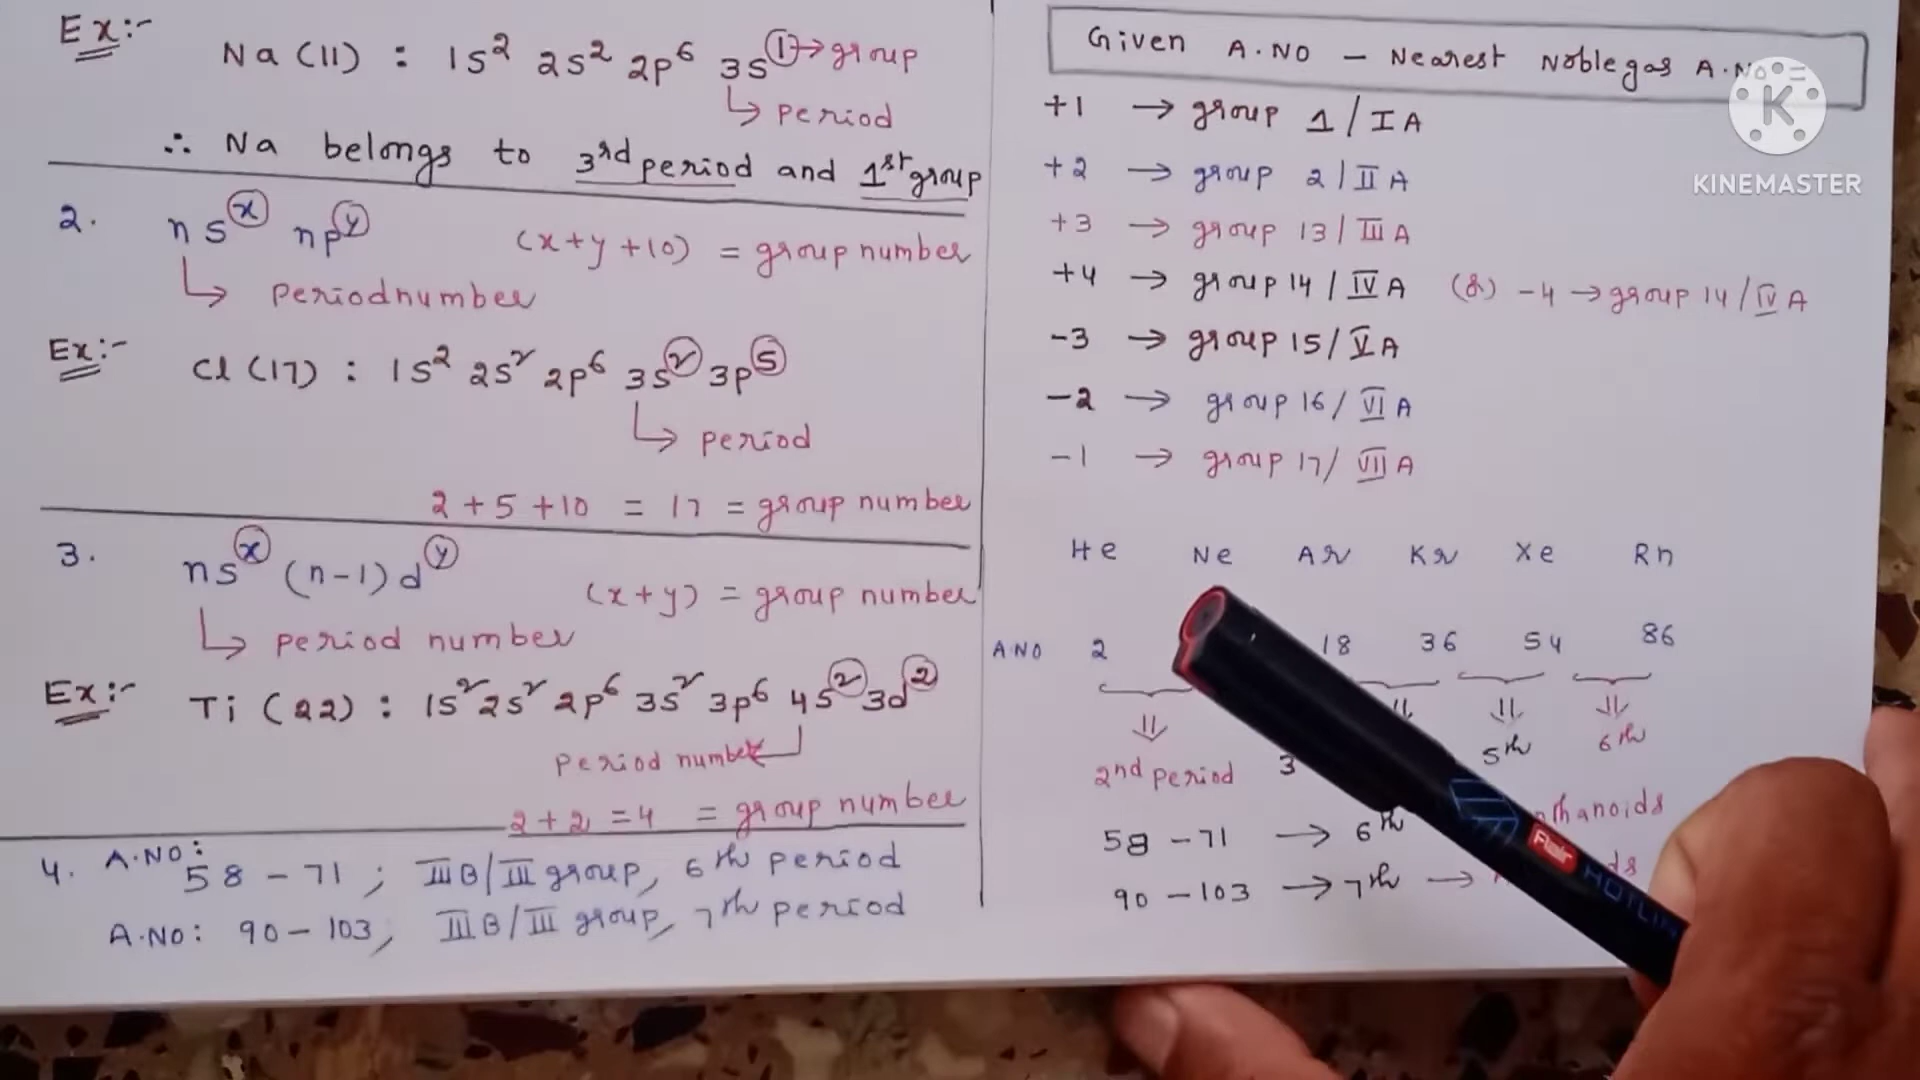 Ex:-
Na (11) : 1s² 2s² 2p⁶ 3s① → group
↳ period
∴ Na belongs to 3rd period and 1st group
2. ns^x np^y (x+y+10) = group number
↳ Period number
Ex:-
Cl (17) : 1s² 2s² 2p⁶ 3s² 3p⁵
↳ period
2 + 5 + 10 = 17 = group number
3. ns^x (n-1)d^y (x+y) = group number
↳ period number
Ex:- Ti (22) : 1s² 2s² 2p⁶ 3s² 3p⁶ 4s² 3d²
Period number
2 + 2 = 4 = group number
4. A.NO: 58 - 71 ; IIIB/III group, 6th period
A.NO: 90 - 103, IIIB/III group, 7th period
Given A.NO - Nearest Noble gas A.No =
+1 → group 1 / IA
+2 → group 2 / IIA
+3 → group 13 / IIIA
+4 → group 14 / IVA (&) -4 → group 14 / IVA
-3 → group 15 / VA
-2 → group 16 / VIA
-1 → group 17 / VIIA
He Ne Ar Kr Xe Rn
A.NO 2 18 36 54 86
2nd period 3 5th 6th
58 - 71 → 6th
90 - 103 → 7th →
K
KINEMASTER
Flair